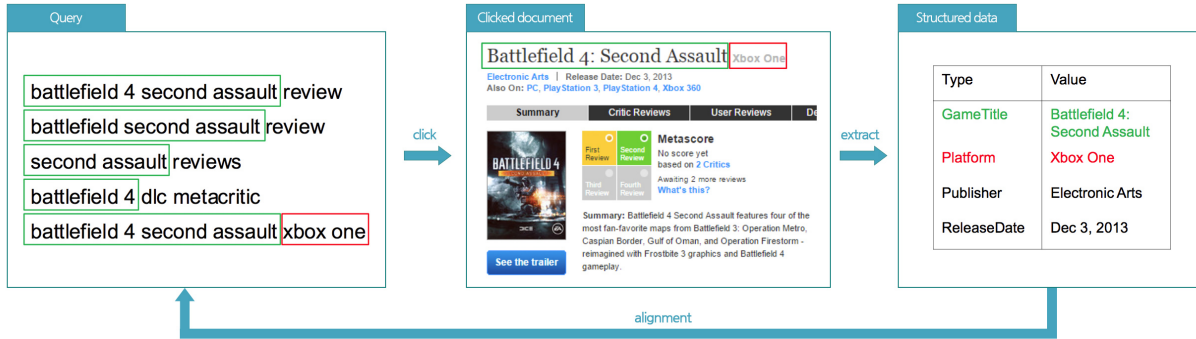 Query
battlefield 4 second assault review
battlefield second assault review
second assault reviews
battlefield 4 dlc metacritic
battlefield 4 second assault xbox one
click
Clicked document
Battlefield 4: Second Assault Xbox One
Electronic Arts | Release Date: Dec 3, 2013
Also On: PC, PlayStation 3, PlayStation 4, Xbox 360
Summary Critic Reviews User Reviews De
BATTLEFIELD 4
DICE EA
See the trailer
First Review
Second Review
Third Review
Fourth Review
Metascore
No score yet
based on 2 Critics
Awaiting 2 more reviews
What's this?
Summary: Battlefield 4 Second Assault features four of the
most fan-favorite maps from Battlefield 3: Operation Metro,
Caspian Border, Gulf of Oman, and Operation Firestorm -
reimagined with Frostbite 3 graphics and Battlefield 4
gameplay.
extract
Structured data
Type Value
GameTitle Battlefield 4:
Second Assault
Platform Xbox One
Publisher Electronic Arts
ReleaseDate Dec 3, 2013
alignment